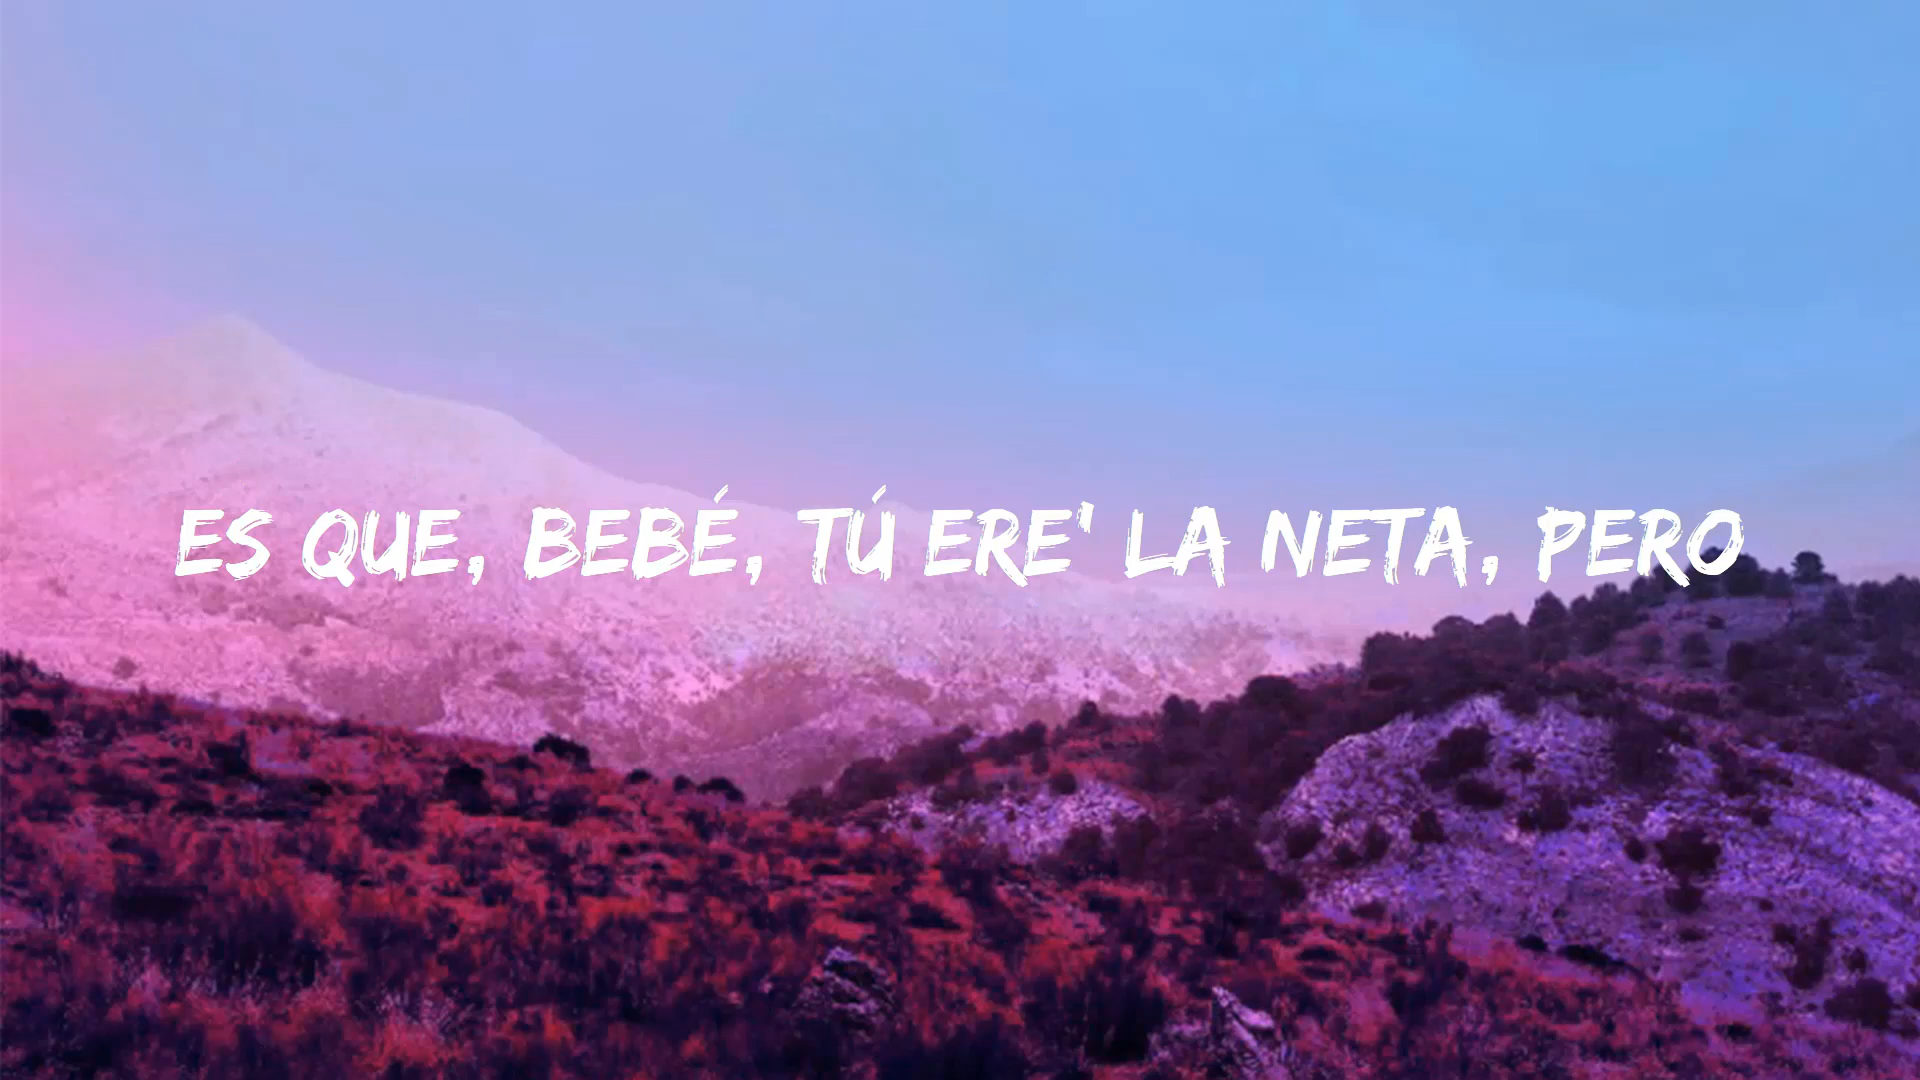 ES QUE, BEBÉ, TÚ ERE' LA NETA, PERO